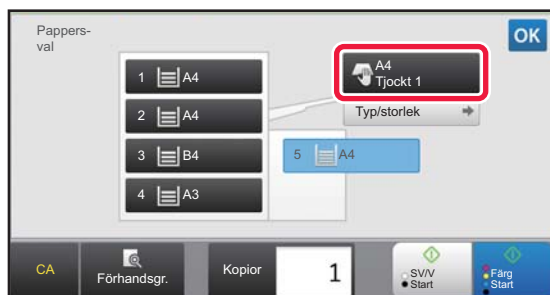 Pappers-
val
OK
1 A4
2 A4
3 B4
4 A3
A4
Tjockt 1
Typ/storlek
5 A4
CA
Förhandsgr.
Kopior
1
SV/V
Start
Färg
Start